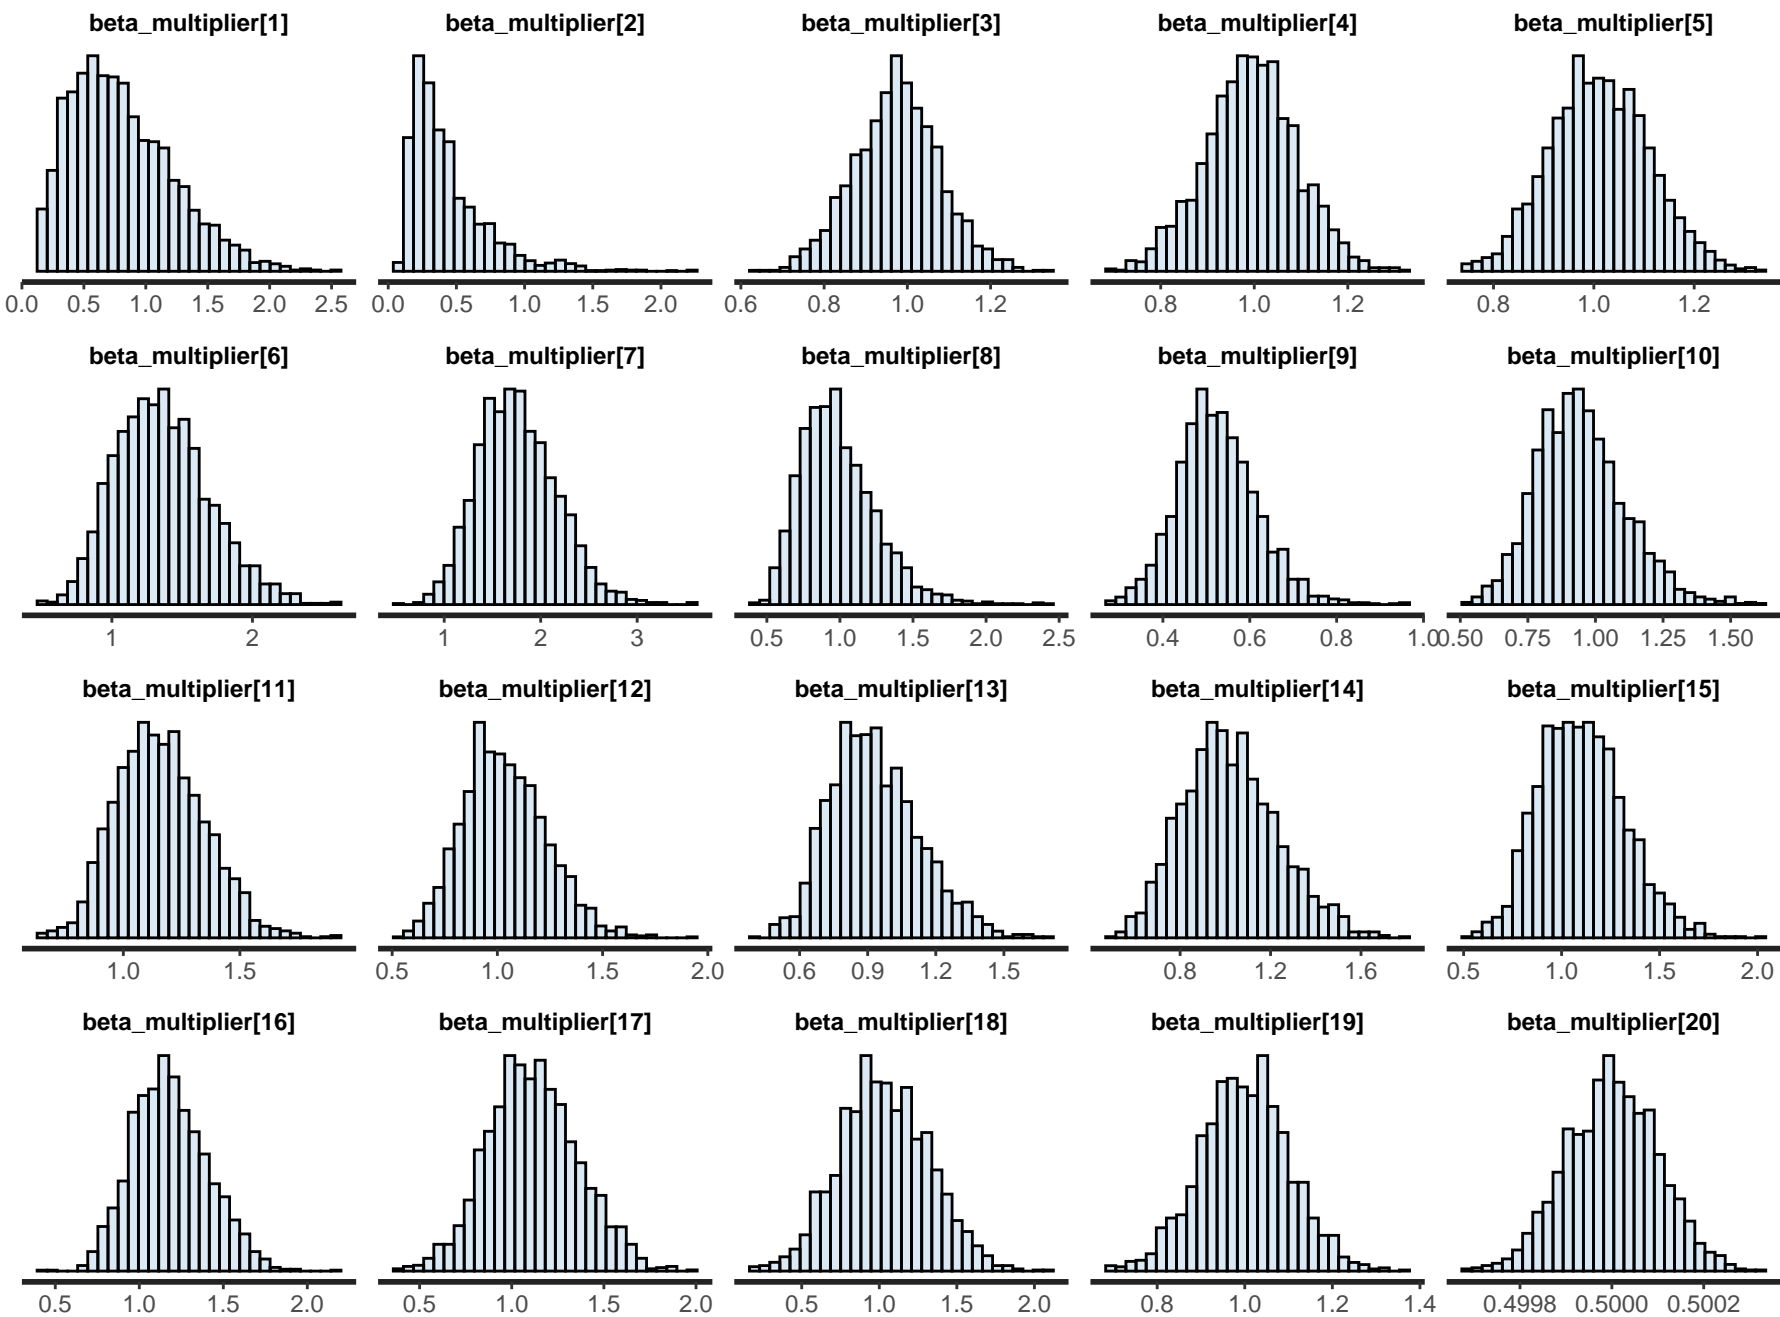 beta_multiplier[1] beta_multiplier[2] beta_multiplier[3] beta_multiplier[4] beta_multiplier[5]
0.0 0.5 1.0 1.5 2.0 2.5 0.0 0.5 1.0 1.5 2.0 0.6 0.8 1.0 1.2 0.8 1.0 1.2 0.8 1.0 1.2
beta_multiplier[6] beta_multiplier[7] beta_multiplier[8] beta_multiplier[9] beta_multiplier[10]
1 2 1 2 3 0.5 1.0 1.5 2.0 2.5 0.4 0.6 0.8 1.0 0.50 0.75 1.00 1.25 1.50
beta_multiplier[11] beta_multiplier[12] beta_multiplier[13] beta_multiplier[14] beta_multiplier[15]
1.0 1.5 0.5 1.0 1.5 2.0 0.6 0.9 1.2 1.5 0.8 1.2 1.6 0.5 1.0 1.5 2.0
beta_multiplier[16] beta_multiplier[17] beta_multiplier[18] beta_multiplier[19] beta_multiplier[20]
0.5 1.0 1.5 2.0 0.5 1.0 1.5 2.0 0.5 1.0 1.5 2.0 0.8 1.0 1.2 1.4 0.4998 0.5000 0.5002